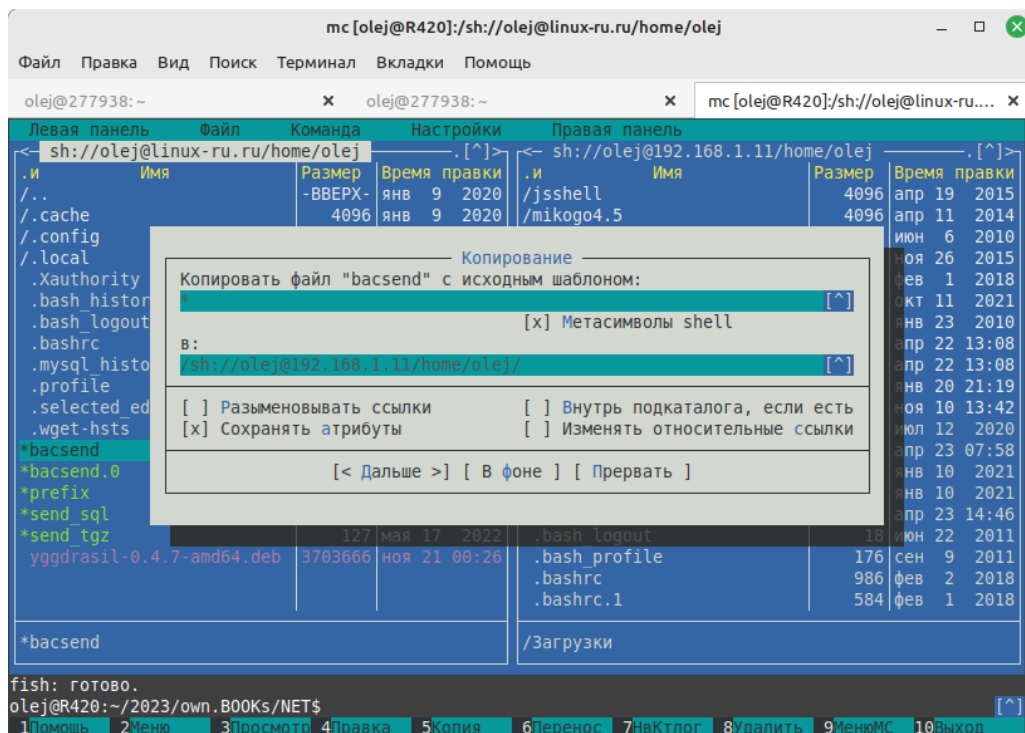 mc [olej@R420]:/sh://olej@linux-ru.ru/home/olej
Файл Правка Вид Поиск Терминал Вкладки Помощь
olej@277938: ~ × olej@277938: ~ × mc [olej@R420]:/sh://olej@linux-ru.… ×
Левая панель Файл Команда Настройки Правая панель
<— sh://olej@linux-ru.ru/home/olej .[^]> <— sh://olej@192.168.1.11/home/olej .[^]>
.и Имя Размер Время правки .и Имя Размер Время правки
/.. -ВВЕРХ- янв 9 2020 /jsshell 4096 апр 19 2015
/.cache 4096 янв 9 2020 /mikogo4.5 4096 апр 11 2014
/.config июн 6 2010
/.local Копирование ноя 26 2015
.Xauthority Копировать файл "bacsend" с исходным шаблоном: фев 1 2018
.bash_histor * [^] окт 11 2021
.bash_logout [x] Метасимволы shell янв 23 2010
.bashrc в: апр 22 13:08
.mysql_histo /sh://olej@192.168.1.11/home/olej/ [^] апр 22 13:08
.profile янв 20 21:19
.selected_ed [ ] Разыменовывать ссылки [ ] Внутрь подкаталога, если есть ноя 10 13:42
.wget-hsts [x] Сохранять атрибуты [ ] Изменять относительные ссылки июл 12 2020
*bacsend апр 23 07:58
*bacsend.0 [< Дальше >] [ В фоне ] [ Прервать ] янв 10 2021
*prefix янв 10 2021
*send_sql апр 23 14:46
*send_tgz 127 мая 17 2022 .bash_logout 18 июн 22 2011
yggdrasil-0.4.7-amd64.deb 3703666 ноя 21 00:26 .bash_profile 176 сен 9 2011
.bashrc 986 фев 2 2018
.bashrc.1 584 фев 1 2018
*bacsend /Загрузки
fish: готово.
olej@R420:~/2023/own.BOOKs/NET$ [^]
1Помощь 2Меню 3Просмотр 4Правка 5Копия 6Перенос 7НвКтлог 8Удалить 9МенюMC 10Выход